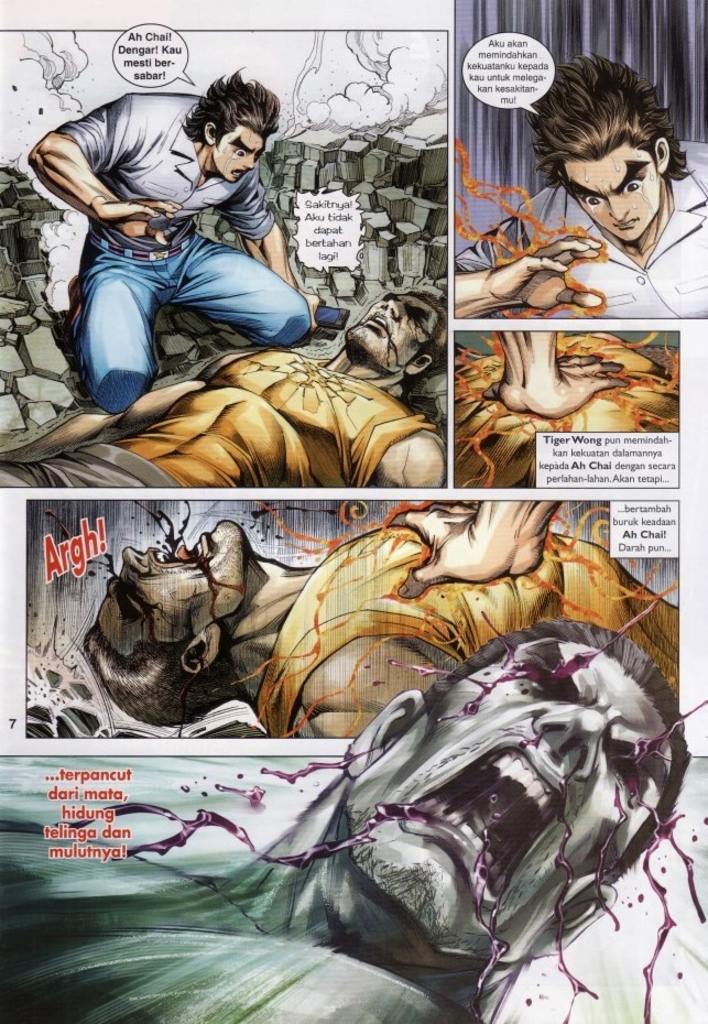 Ah Chai!
Dengar! Kau
mesti ber-
sabar!
Sakitnya!
Aku tidak
dapat
bertahan
lagi!
Aku akan
memindahkan
kekuatanku kepada
kau untuk melega-
kan kesakitan-
mu!
Tiger Wong pun memindah-
kan kekuatan dalamannya
kepada Ah Chai dengan secara
perlahan-lahan. Akan tetapi...
Argh!
...bertambah
buruk keadaan
Ah Chai!
Darah pun...
7
...terpancut
dari mata,
hidung
telinga dan
mulutnya!